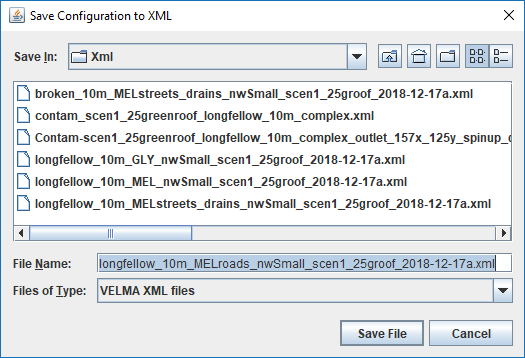 Save Configuration to XML
Save In: Xml
broken_10m_MELstreets_drains_nwSmall_scen1_25groof_2018-12-17a.xml
contam_scen1_25greenroof_longfellow_10m_complex.xml
Contam-scen1_25greenroof_longfellow_10m_complex_outlet_157x_125y_spinup_
longfellow_10m_GLY_nwSmall_scen1_25groof_2018-12-17a.xml
longfellow_10m_MEL_nwSmall_scen1_25groof_2018-12-17a.xml
longfellow_10m_MELstreets_drains_nwSmall_scen1_25groof_2018-12-17a.xml
File Name: longfellow_10m_MELroads_nwSmall_scen1_25groof_2018-12-17a.xml
Files of Type: VELMA XML files
Save File Cancel